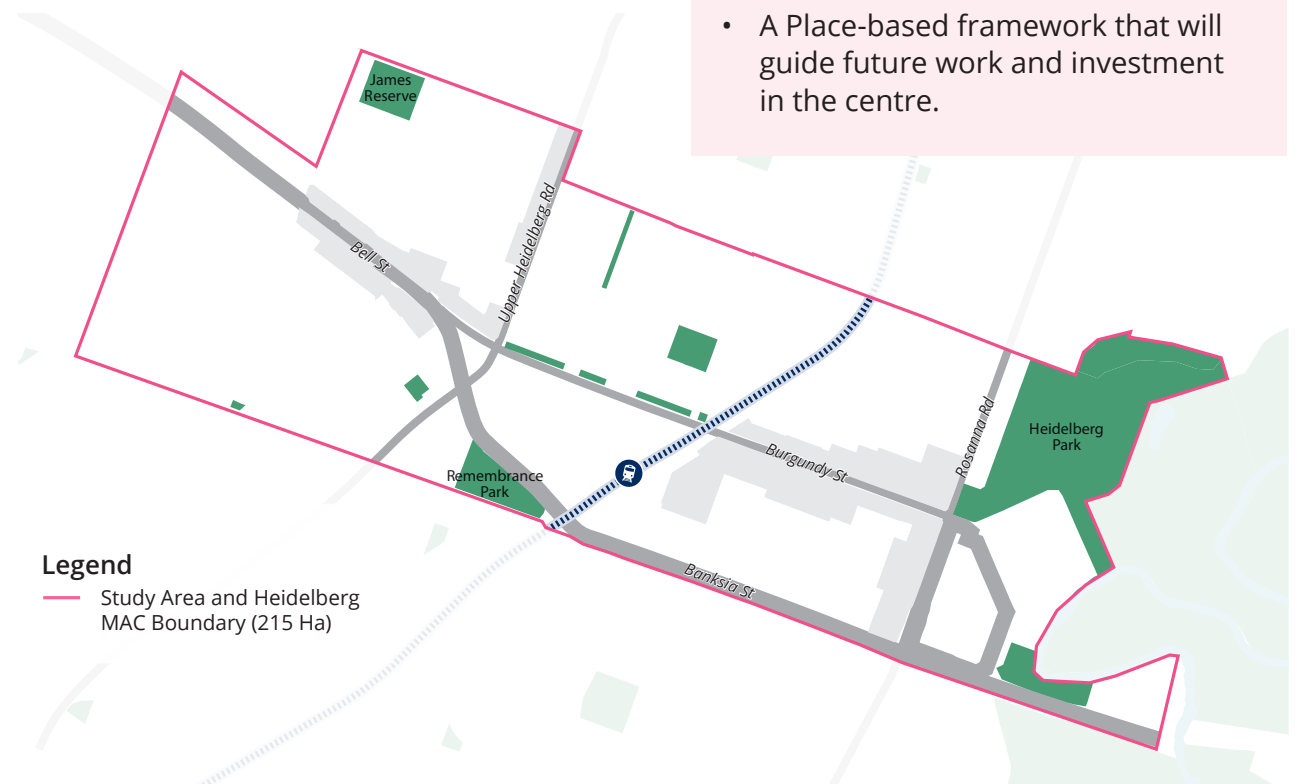 • A Place-based framework that will
guide future work and investment
in the centre.
James
Reserve
Upper Heidelberg Rd
Bell St
Rosanna Rd
Heidelberg
Park
Burgundy St
Remembrance
Park
Banksia St
Legend
Study Area and Heidelberg
MAC Boundary (215 Ha)